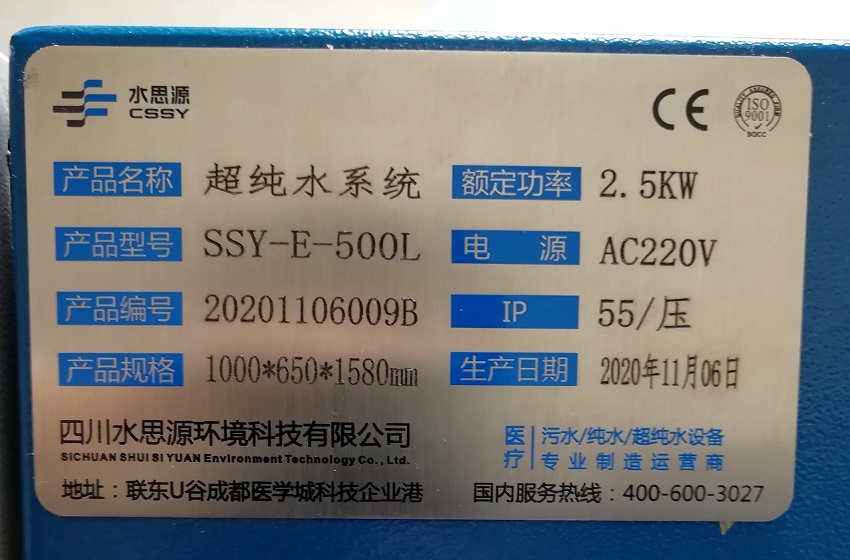 水思源
CSSY
CE
QUALITY ASSURED FIRM
ISO
9001
SGCC
产品名称 超纯水系统 额定功率 2.5KW
产品型号 SSY-E-500L 电 源 AC220V
产品编号 20201106009B IP 55/压
产品规格 1000*650*1580mm 生产日期 2020年11月06日
四川水思源环境科技有限公司
SICHUAN SHUI SI YUAN Environment Technology Co., Ltd.
医疗 污水/纯水/超纯水设备
专业制造运营商
地址：联东U谷成都医学城科技企业港 国内服务热线：400-600-3027